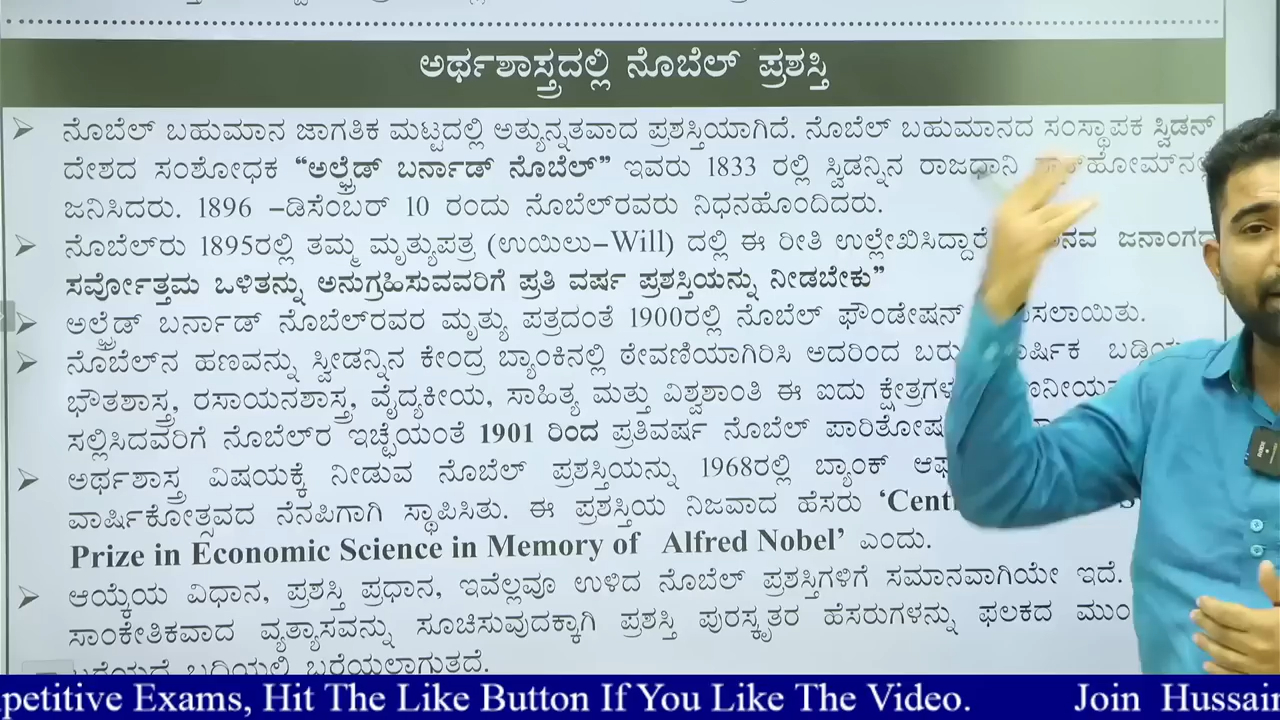 ಅರ್ಥಶಾಸ್ತ್ರದಲ್ಲಿ ನೊಬೆಲ್ ಪ್ರಶಸ್ತಿ
➢ ನೊಬೆಲ್ ಬಹುಮಾನ ಜಾಗತಿಕ ಮಟ್ಟದಲ್ಲಿ ಅತ್ಯುನ್ನತವಾದ ಪ್ರಶಸ್ತಿಯಾಗಿದೆ. ನೊಬೆಲ್ ಬಹುಮಾನದ ಸಂಸ್ಥಾಪಕ ಸ್ವಿಡನ್
ದೇಶದ ಸಂಶೋಧಕ “ಅಲ್ಫ್ರೆಡ್ ಬರ್ನಾಡ್ ನೊಬೆಲ್” ಇವರು 1833 ರಲ್ಲಿ ಸ್ವಿಡನ್ನಿನ ರಾಜಧಾನಿ
ಜನಿಸಿದರು. 1896 –ಡಿಸೆಂಬರ್ 10 ರಂದು ನೊಬೆಲ್‌ರವರು ನಿಧನಹೊಂದಿದರು.
➢ ನೊಬೆಲ್‌ರು 1895ರಲ್ಲಿ ತಮ್ಮ ಮೃತ್ಯುಪತ್ರ (ಉಯಿಲು–Will) ದಲ್ಲಿ ಈ ರೀತಿ ಉಲ್ಲೇಖಿಸಿದ್ದಾರೆ
ಸರ್ವೋತ್ತಮ ಒಳಿತನ್ನು ಅನುಗ್ರಹಿಸುವವರಿಗೆ ಪ್ರತಿ ವರ್ಷ ಪ್ರಶಸ್ತಿಯನ್ನು ನೀಡಬೇಕು”
➢ ಅಲ್ಫ್ರೆಡ್ ಬರ್ನಾಡ್ ನೊಬೆಲ್‌ರವರ ಮೃತ್ಯು ಪತ್ರದಂತೆ 1900ರಲ್ಲಿ ನೊಬೆಲ್ ಫೌಂಡೇಷನ್
➢ ನೊಬೆಲ್‌ನ ಹಣವನ್ನು ಸ್ವೀಡನ್ನಿನ ಕೇಂದ್ರ ಬ್ಯಾಂಕಿನಲ್ಲಿ ಠೇವಣಿಯಾಗಿರಿಸಿ ಅದರಿಂದ
ಭೌತಶಾಸ್ತ್ರ, ರಸಾಯನಶಾಸ್ತ್ರ, ವೈದ್ಯಕೀಯ, ಸಾಹಿತ್ಯ ಮತ್ತು ವಿಶ್ವಶಾಂತಿ ಈ ಐದು
ಸಲ್ಲಿಸಿದವರಿಗೆ ನೊಬೆಲ್‌ರ ಇಚ್ಛೆಯಂತೆ 1901 ರಿಂದ ಪ್ರತಿವರ್ಷ ನೊಬೆಲ್
➢ ಅರ್ಥಶಾಸ್ತ್ರ ವಿಷಯಕ್ಕೆ ನೀಡುವ ನೊಬೆಲ್ ಪ್ರಶಸ್ತಿಯನ್ನು 1968ರಲ್ಲಿ ಬ್ಯಾಂಕ್
ವಾರ್ಷಿಕೋತ್ಸವದ ನೆನಪಿಗಾಗಿ ಸ್ಥಾಪಿಸಿತು. ಈ ಪ್ರಶಸ್ತಿಯ ನಿಜವಾದ ಹೆಸರು
Prize in Economic Science in Memory of Alfred Nobel’ ಎಂದು.
➢ ಆಯ್ಕೆಯ ವಿಧಾನ, ಪ್ರಶಸ್ತಿ ಪ್ರಧಾನ, ಇವೆಲ್ಲವೂ ಉಳಿದ ನೊಬೆಲ್ ಪ್ರಶಸ್ತಿಗಳಿಗೆ ಸಮಾನವಾಗಿಯೇ ಇದೆ.
ಸಾಂಕೇತಿಕವಾದ ವ್ಯತ್ಯಾಸವನ್ನು ಸೂಚಿಸುವುದಕ್ಕಾಗಿ ಪ್ರಶಸ್ತಿ ಪುರಸ್ಕೃತರ ಹೆಸರುಗಳನ್ನು ಫಲಕದ
petitive Exams, Hit The Like Button If You Like The Video. Join Hussain